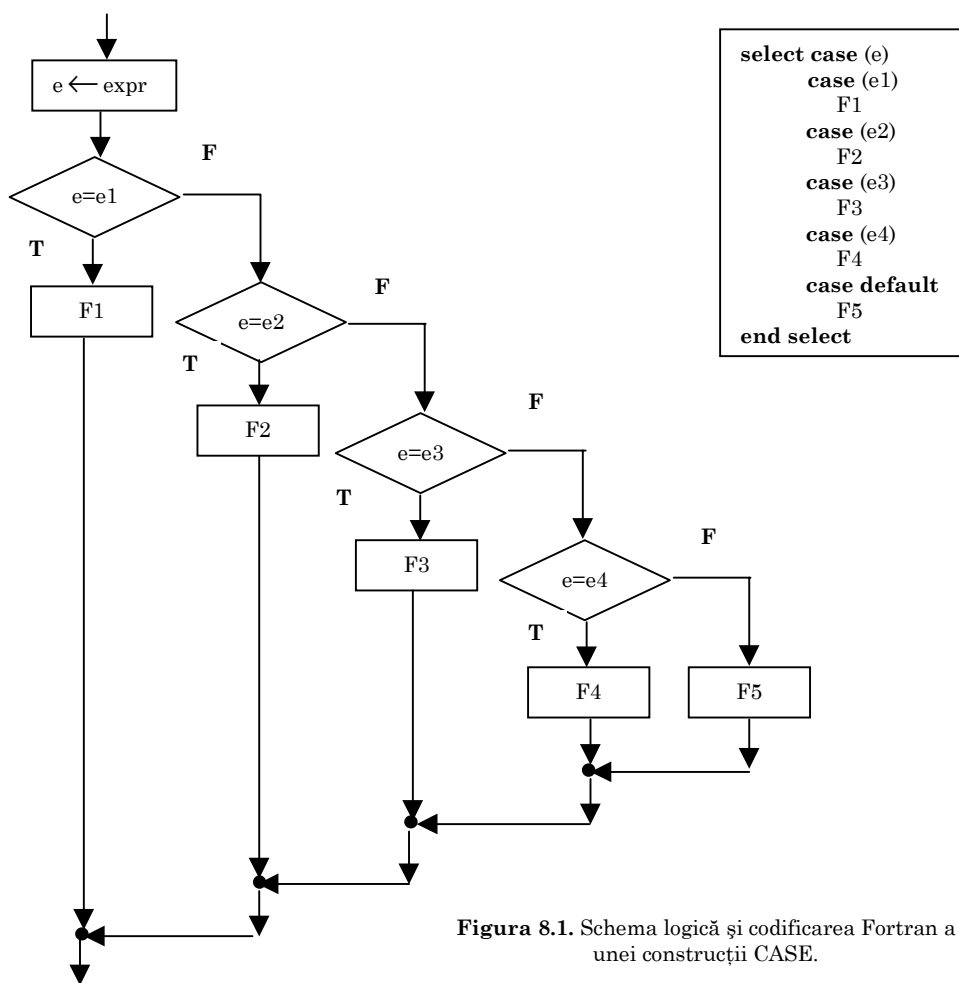 e ← expr
F
e=e1
T
F1
F
e=e2
T
F2
F
e=e3
T
F3
F
e=e4
T
F4
F5
select case (e)
case (e1)
F1
case (e2)
F2
case (e3)
F3
case (e4)
F4
case default
F5
end select
Figura 8.1. Schema logică şi codificarea Fortran a
unei construcţii CASE.